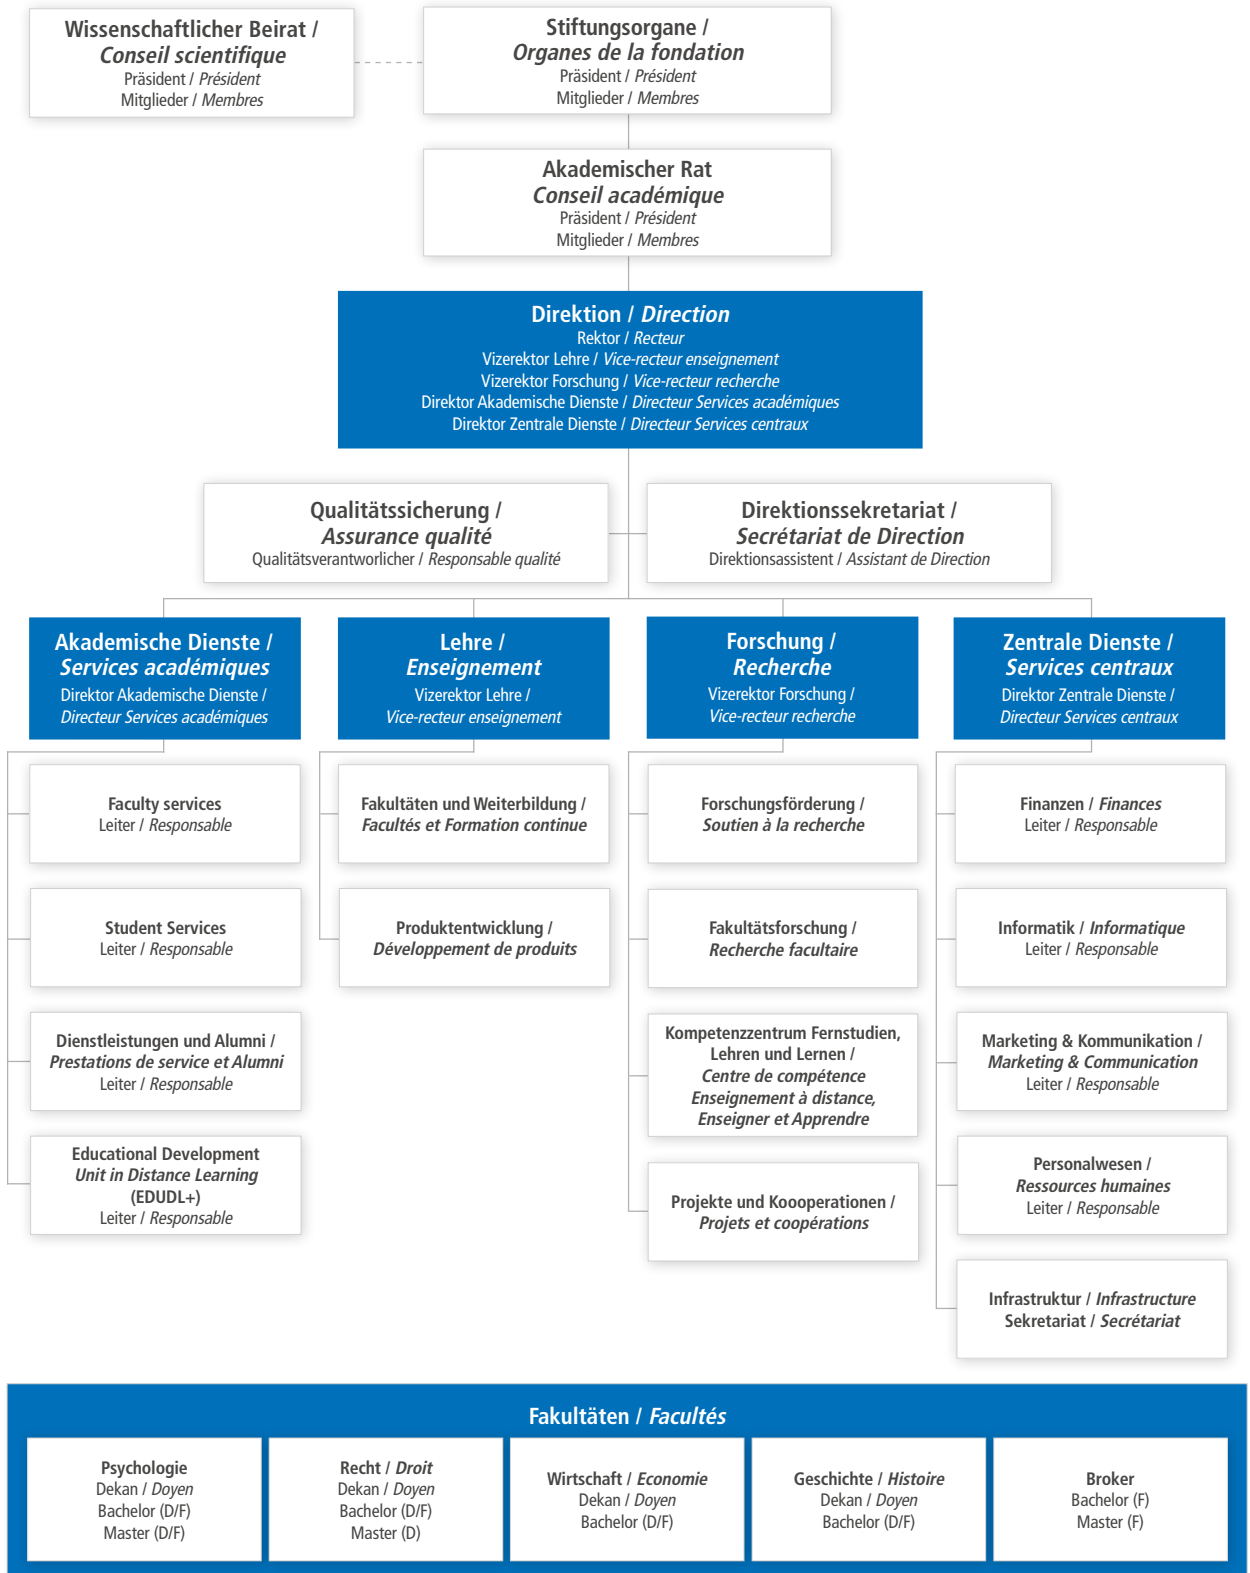 Wissenschaftlicher Beirat /
Conseil scientifique
Präsident / Président
Mitglieder / Membres
Stiftungsorgane /
Organes de la fondation
Präsident / Président
Mitglieder / Membres
Akademischer Rat
Conseil académique
Präsident / Président
Mitglieder / Membres
Direktion / Direction
Rektor / Recteur
Vizerektor Lehre / Vice-recteur enseignement
Vizerektor Forschung / Vice-recteur recherche
Direktor Akademische Dienste / Directeur Services académiques
Direktor Zentrale Dienste / Directeur Services centraux
Qualitätssicherung /
Assurance qualité
Qualitätsverantworlicher / Responsable qualité
Direktionssekretariat /
Secrétariat de Direction
Direktionsassistent / Assistant de Direction
Akademische Dienste /
Services académiques
Direktor Akademische Dienste /
Directeur Services académiques
Lehre /
Enseignement
Vizerektor Lehre /
Vice-recteur enseignement
Forschung /
Recherche
Vizerektor Forschung /
Vice-recteur recherche
Zentrale Dienste /
Services centraux
Direktor Zentrale Dienste /
Directeur Services centraux
Faculty services
Leiter / Responsable
Student Services
Leiter / Responsable
Dienstleistungen und Alumni /
Prestations de service et Alumni
Leiter / Responsable
Educational Development
Unit in Distance Learning
(EDUDL+)
Leiter / Responsable
Fakultäten und Weiterbildung /
Facultés et Formation continue
Produktentwicklung /
Développement de produits
Forschungsförderung /
Soutien à la recherche
Fakultätsforschung /
Recherche facultaire
Kompetenzzentrum Fernstudien,
Lehren und Lernen /
Centre de compétence
Enseignement à distance,
Enseigner et Apprendre
Projekte und Koooperationen /
Projets et coopérations
Finanzen / Finances
Leiter / Responsable
Informatik / Informatique
Leiter / Responsable
Marketing & Kommunikation /
Marketing & Communication
Leiter / Responsable
Personalwesen /
Ressources humaines
Leiter / Responsable
Infrastruktur / Infrastructure
Sekretariat / Secrétariat
Fakultäten / Facultés
Psychologie
Dekan / Doyen
Bachelor (D/F)
Master (D/F)
Recht / Droit
Dekan / Doyen
Bachelor (D/F)
Master (D)
Wirtschaft / Economie
Dekan / Doyen
Bachelor (D/F)
Geschichte / Histoire
Dekan / Doyen
Bachelor (D/F)
Broker
Bachelor (F)
Master (F)